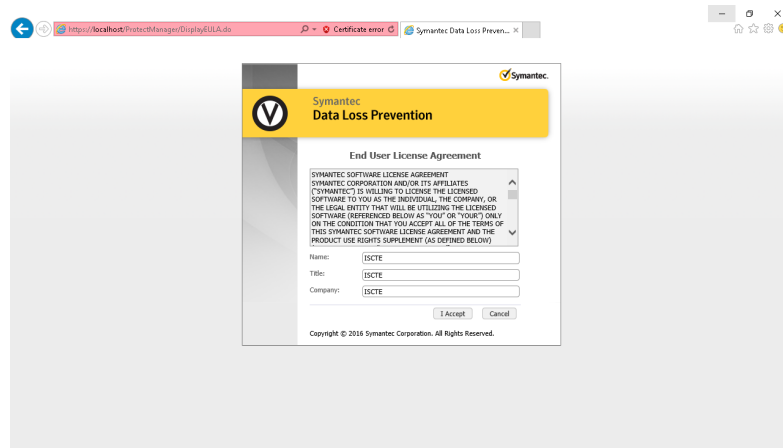 https://localhost/ProtectManager/DisplayEULA.do
Certificate error
Symantec Data Loss Preven...
Symantec.
Symantec
Data Loss Prevention
End User License Agreement
SYMANTEC SOFTWARE LICENSE AGREEMENT
SYMANTEC CORPORATION AND/OR ITS AFFILIATES
("SYMANTEC") IS WILLING TO LICENSE THE LICENSED
SOFTWARE TO YOU AS THE INDIVIDUAL, THE COMPANY, OR
THE LEGAL ENTITY THAT WILL BE UTILIZING THE LICENSED
SOFTWARE (REFERENCED BELOW AS "YOU" OR "YOUR") ONLY
ON THE CONDITION THAT YOU ACCEPT ALL OF THE TERMS OF
THIS SYMANTEC SOFTWARE LICENSE AGREEMENT AND THE
PRODUCT USE RIGHTS SUPPLEMENT (AS DEFINED BELOW)
Name: ISCTE
Title: ISCTE
Company: ISCTE
I Accept Cancel
Copyright © 2016 Symantec Corporation. All Rights Reserved.